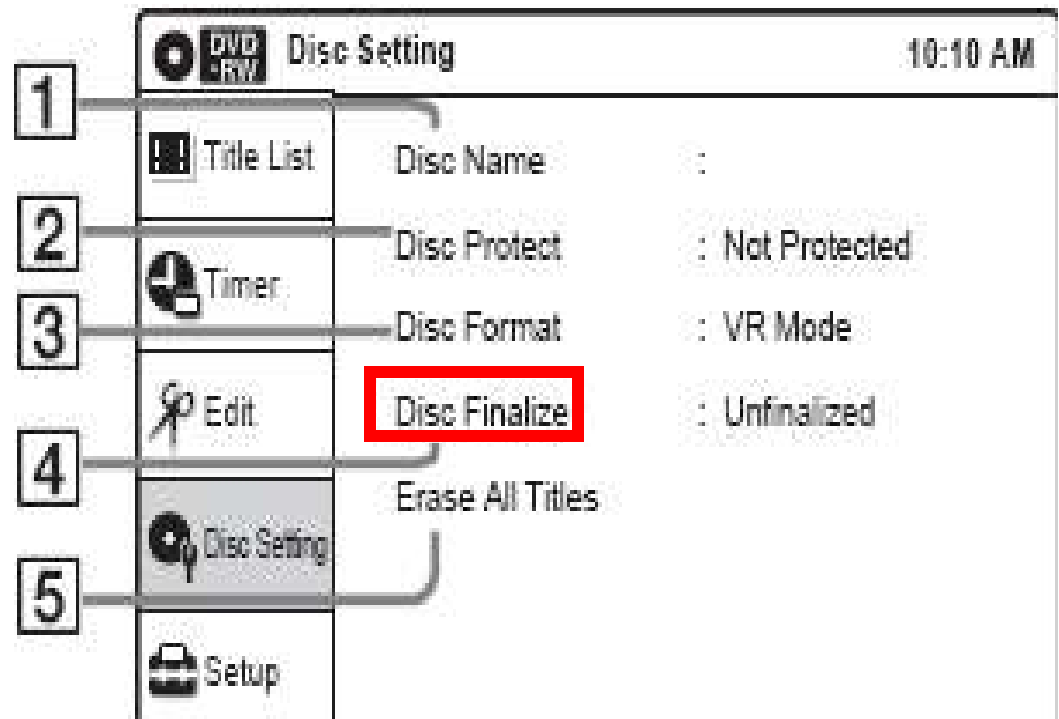 DVD
-RW
Disc Setting 10:10 AM
1
Title List
Disc Name :
2
Disc Protect : Not Protected
Timer
3
Disc Format : VR Mode
Edit
Disc Finalize : Unfinalized
4
Erase All Titles
Disc Setting
5
Setup